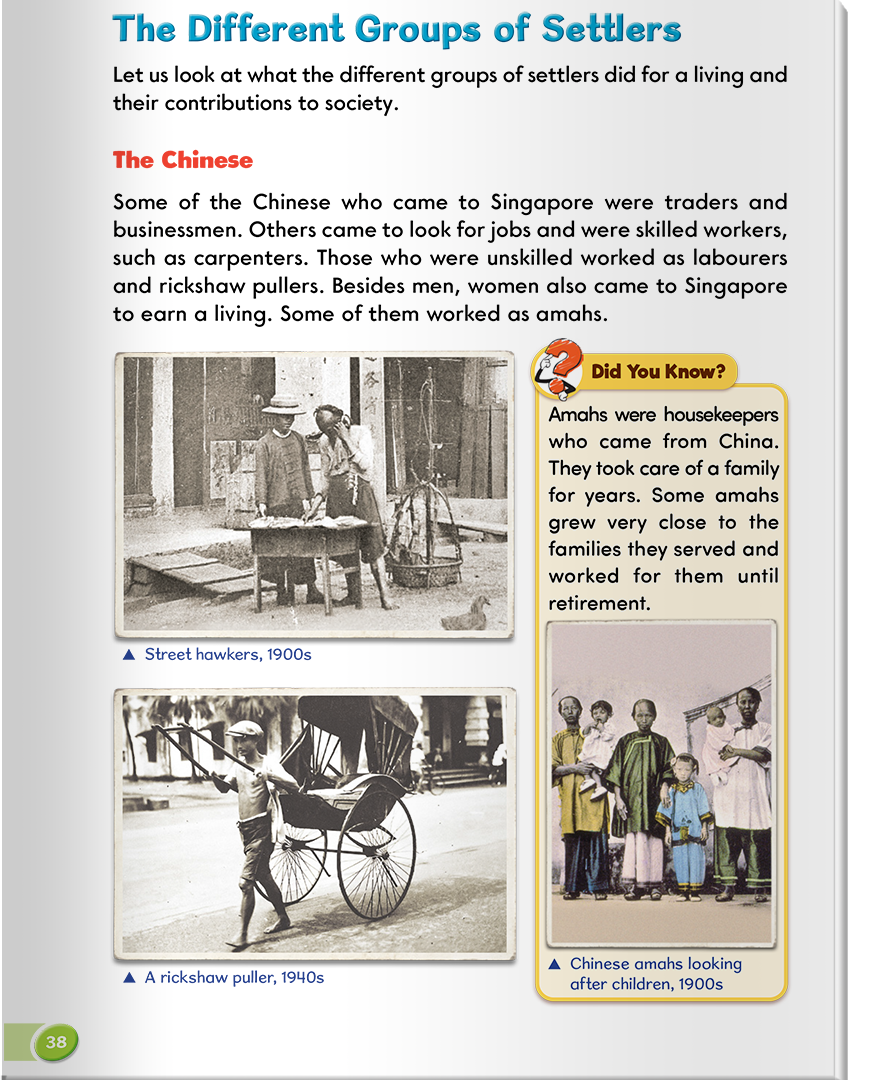 The Different Groups of Settlers
Let us look at what the different groups of settlers did for a living and
their contributions to society.
The Chinese
Some of the Chinese who came to Singapore were traders and
businessmen. Others came to look for jobs and were skilled workers,
such as carpenters. Those who were unskilled worked as labourers
and rickshaw pullers. Besides men, women also came to Singapore
to earn a living. Some of them worked as amahs.
▲ Street hawkers, 1900s
▲ A rickshaw puller, 1940s
Did You Know?
Amahs were housekeepers
who came from China.
They took care of a family
for years. Some amahs
grew very close to the
families they served and
worked for them until
retirement.
▲ Chinese amahs looking
after children, 1900s
38